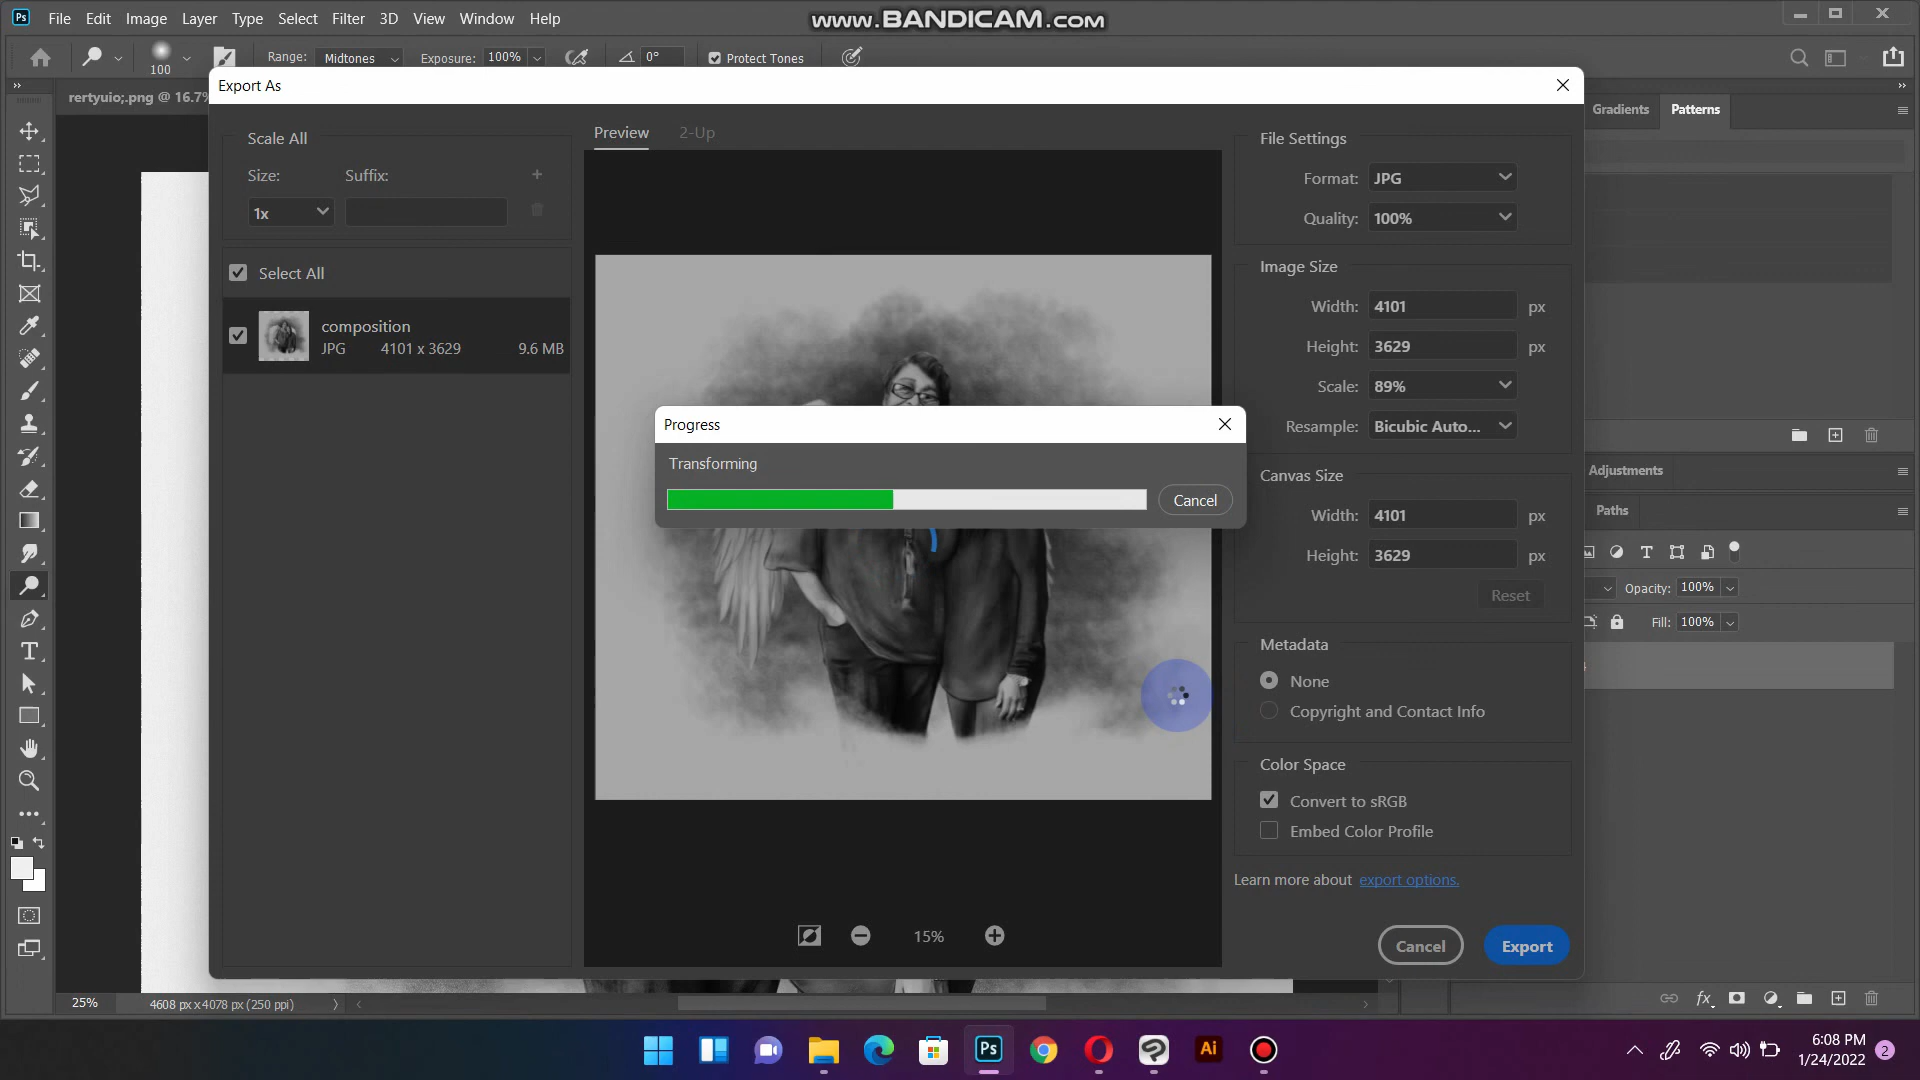 Ps File Edit Image Layer Type Select Filter 3D View Window Help
www.BANDICAM.com
100 Range: Midtones Exposure: 100% 0° Protect Tones
Export As
rertyuio;.png @ 16.7%
Gradients Patterns
Scale All
Size: Suffix:
1x
Select All
composition
JPG 4101 x 3629 9.6 MB
Preview 2-Up
Progress
Transforming
Cancel
15%
File Settings
Format: JPG
Quality: 100%
Image Size
Width: 4101 px
Height: 3629 px
Scale: 89%
Resample: Bicubic Auto...
Canvas Size
Width: 4101 px
Height: 3629 px
Reset
Metadata
None
Copyright and Contact Info
Color Space
Convert to sRGB
Embed Color Profile
Learn more about export options.
Cancel Export
Adjustments
Paths
Opacity: 100%
Fill: 100%
25% 4608 px x 4078 px (250 ppi)
fx
Ps Ai
6:08 PM
1/24/2022 2